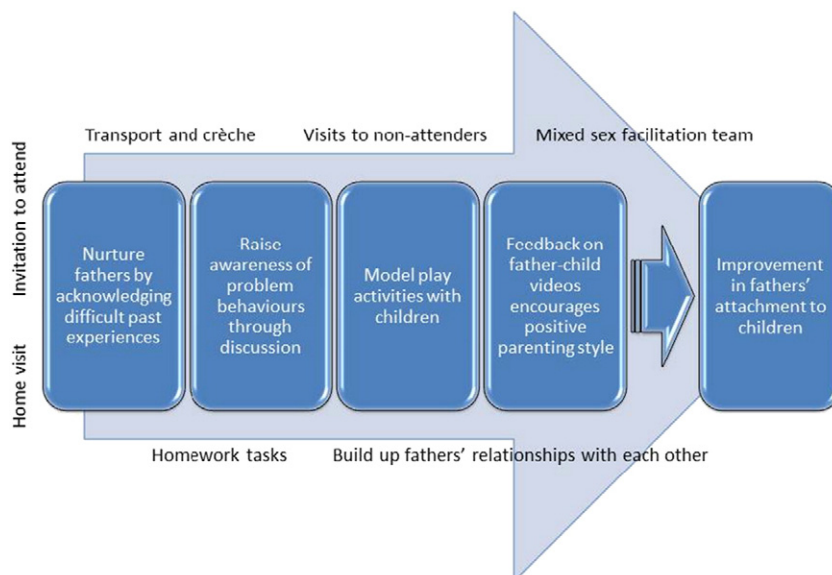 Transport and crèche
Visits to non-attenders
Mixed sex facilitation team
Invitation to attend
Home visit
Nurture
fathers by
acknowledging
difficult past
experiences
Raise
awareness of
problem
behaviours
through
discussion
Model play
activities with
children
Feedback on
father-child
videos
encourages
positive
parenting style
Improvement
in fathers'
attachment to
children
Homework tasks
Build up fathers' relationships with each other